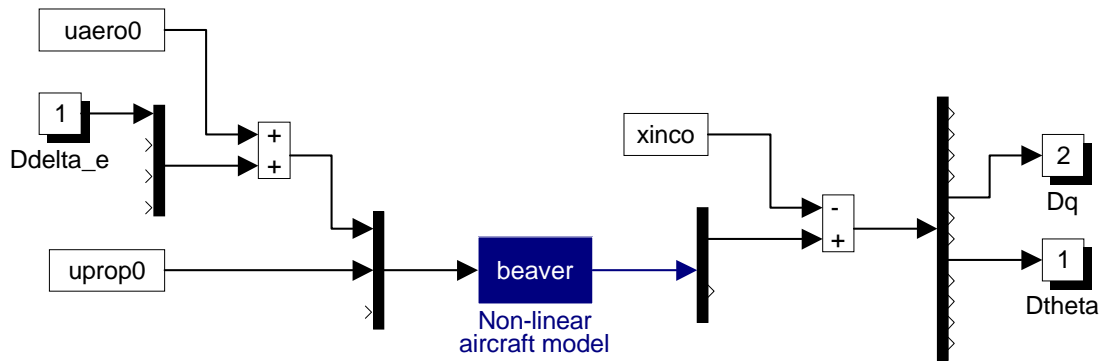 uaero0
1
Ddelta_e
+
+
uprop0
beaver
Non-linear
aircraft model
xinco
-
+
2
Dq
1
Dtheta